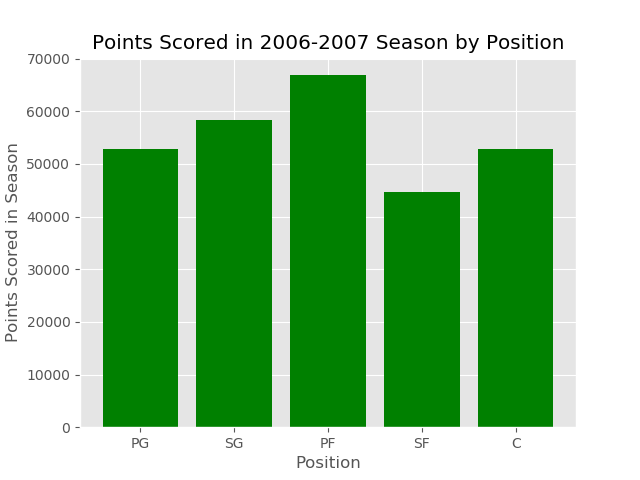 Points Scored in 2006-2007 Season by Position
70000
60000
50000
40000
30000
20000
10000
0
Points Scored in Season
PG SG PF SF C
Position